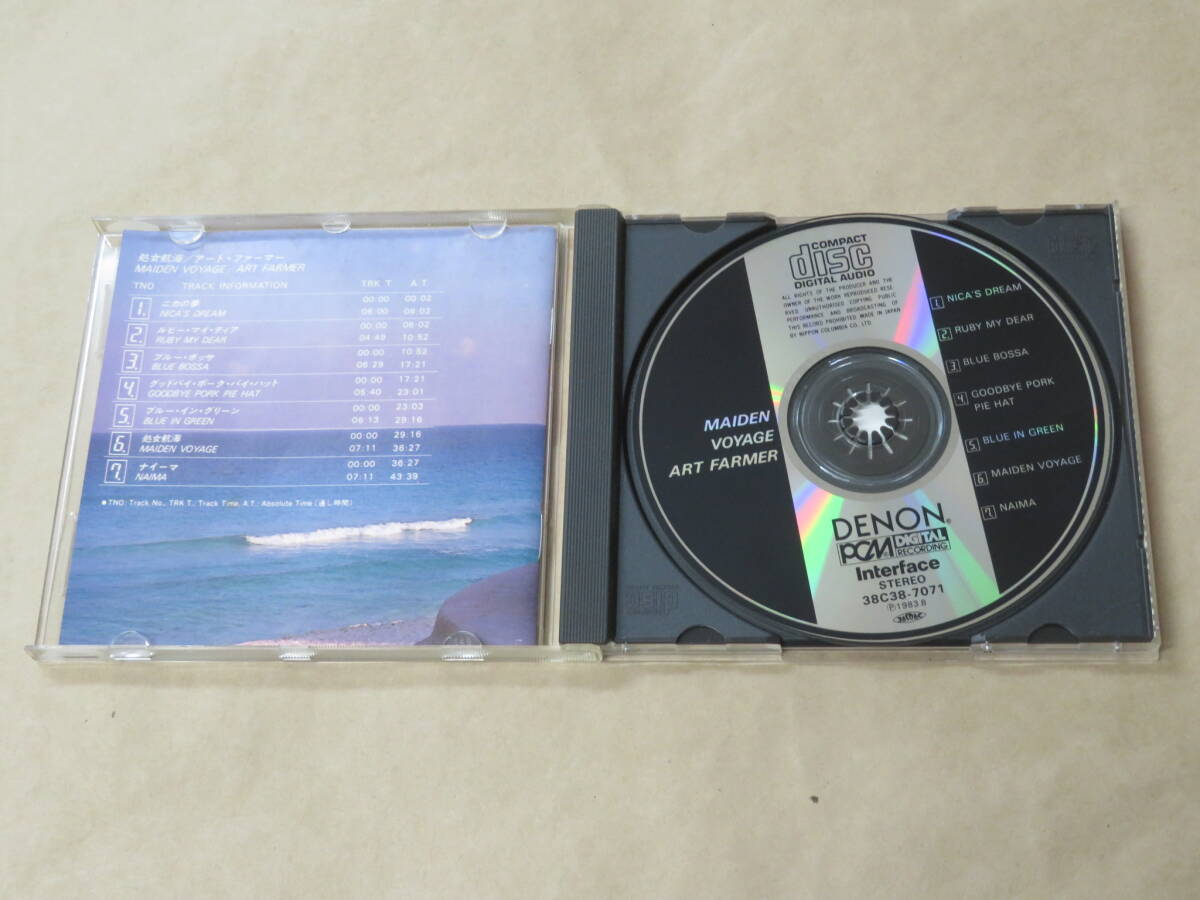 処女航海/アート・ファーマー
MAIDEN VOYAGE/ART FARMER
TNO TRACK INFORMATION TRK T. A.T.
1. ニカの夢 00:00 00:02
NICA'S DREAM 06:00 06:02
2. ルビー・マイ・ディア 00:00 06:02
RUBY MY DEAR 04:49 10:52
3. ブルー・ボッサ 00:00 10:52
BLUE BOSSA 06:29 17:21
4. グッドバイ・ポーク・パイ・ハット 00:00 17:21
GOODBYE PORK PIE HAT 05:40 23:01
5. ブルー・イン・グリーン 00:00 23:03
BLUE IN GREEN 06:13 29:16
6. 処女航海 00:00 29:16
MAIDEN VOYAGE 07:11 36:27
7. ナイーマ 00:00 36:27
NAIMA 07:11 43:39
●TNO: Track No., TRK T.: Track Time, A.T.: Absolute Time (通し時間)
COMPACT
disc
DIGITAL AUDIO
ALL RIGHTS OF THE PRODUCER AND THE
OWNER OF THE WORK REPRODUCED RESE
RVED UNAUTHORIZED COPYING PUBLIC
PERFORMANCE AND BROADCASTING OF
THIS RECORD PROHIBITED MADE IN JAPAN
BY NIPPON COLUMBIA CO. LTD.
MAIDEN
VOYAGE
ART FARMER
1. NICA'S DREAM
2. RUBY MY DEAR
3. BLUE BOSSA
4. GOODBYE PORK
PIE HAT
5. BLUE IN GREEN
6. MAIDEN VOYAGE
7. NAIMA
DENON®
PCM DIGITAL
RECORDING
Interface
STEREO
38C38-7071
Ⓟ1983.8